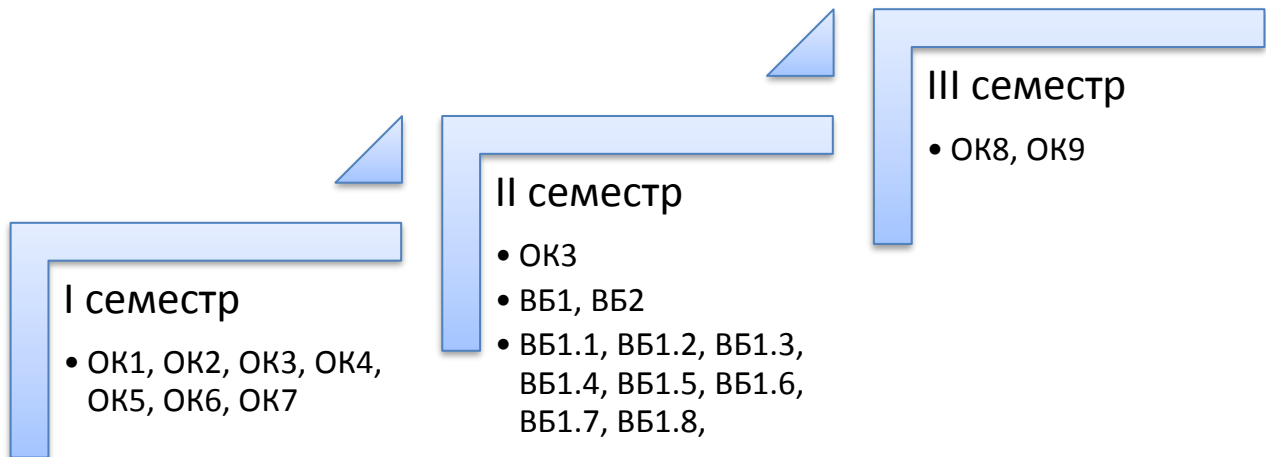 I семестр
• ОК1, ОК2, ОК3, ОК4,
ОК5, ОК6, ОК7
II семестр
• ОК3
• ВБ1, ВБ2
• ВБ1.1, ВБ1.2, ВБ1.3,
ВБ1.4, ВБ1.5, ВБ1.6,
ВБ1.7, ВБ1.8,
III семестр
• ОК8, ОК9